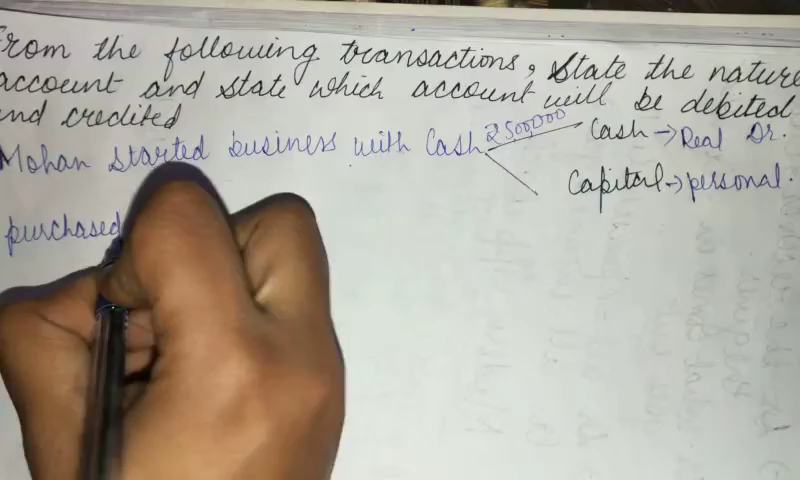 From the following transactions, State the nature
account and state which account will be debited
and credited
Mohan started business with Cash ₹500000 Cash → Real Dr.
Capital → personal.
purchased